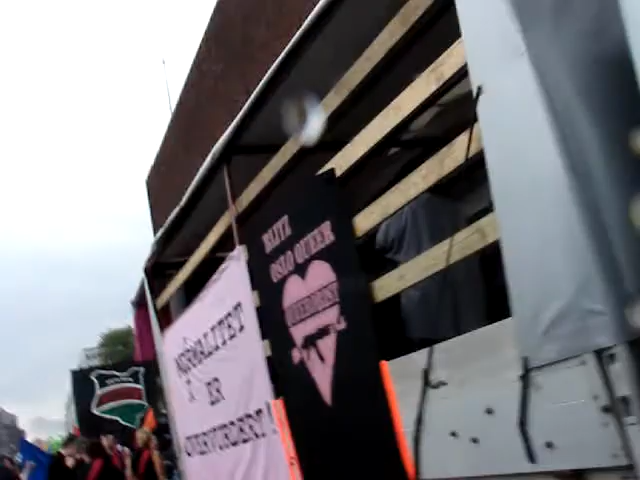 NORMALITET
ER
OVERVURDERT!
BLITZ
OSLO QUEER